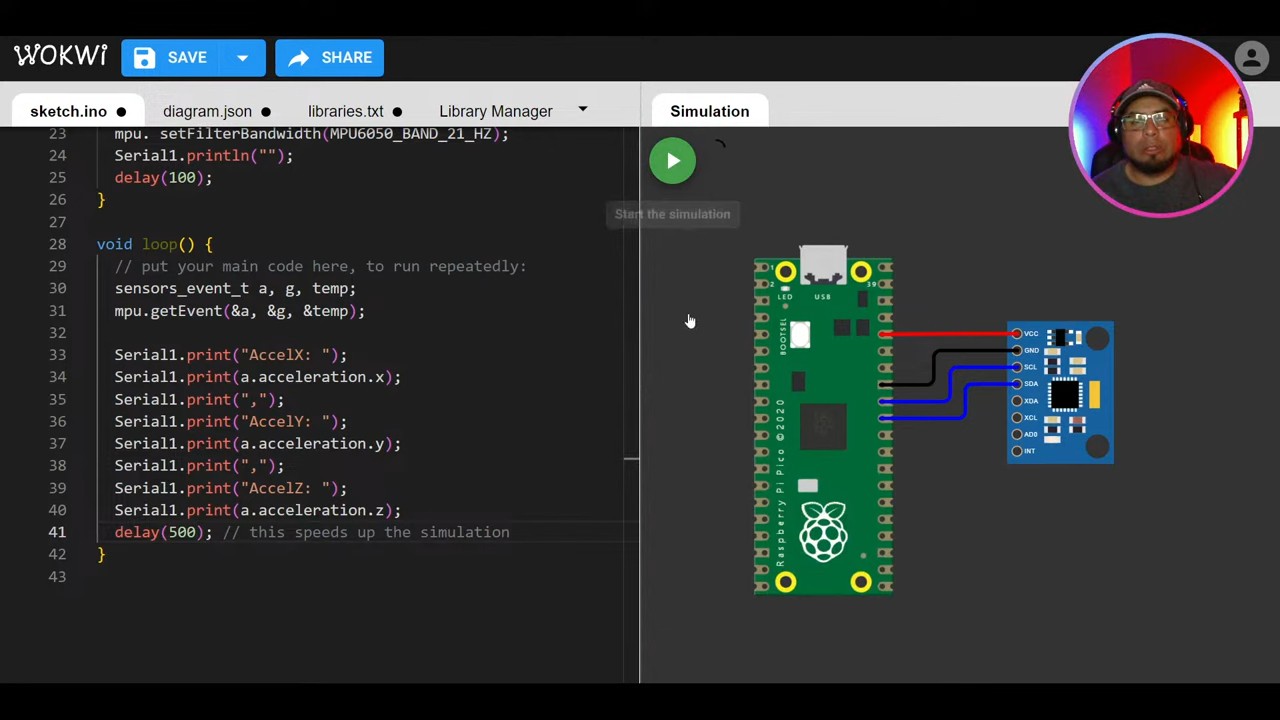 WOKWI
SAVE
SHARE
sketch.ino
diagram.json
libraries.txt
Library Manager
Simulation
23 mpu. setFilterBandwidth(MPU6050_BAND_21_HZ);
24 Serial1.println("");
25 delay(100);
26 }
27
28 void loop() {
29 // put your main code here, to run repeatedly:
30 sensors_event_t a, g, temp;
31 mpu.getEvent(&a, &g, &temp);
32
33 Serial1.print("AccelX: ");
34 Serial1.print(a.acceleration.x);
35 Serial1.print(",");
36 Serial1.print("AccelY: ");
37 Serial1.print(a.acceleration.y);
38 Serial1.print(",");
39 Serial1.print("AccelZ: ");
40 Serial1.print(a.acceleration.z);
41 delay(500); // this speeds up the simulation
42 }
43
Start the simulation
1
2
39
LED
USB
BOOTSEL
Raspberry Pi Pico ©2020
VCC
GND
SCL
SDA
XDA
XCL
AD0
INT